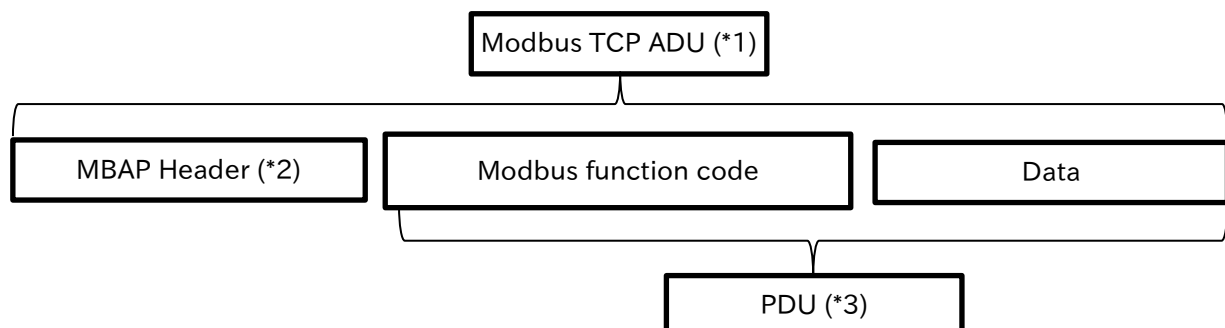 Modbus TCP ADU (*1)
MBAP Header (*2)
Modbus function code
Data
PDU (*3)